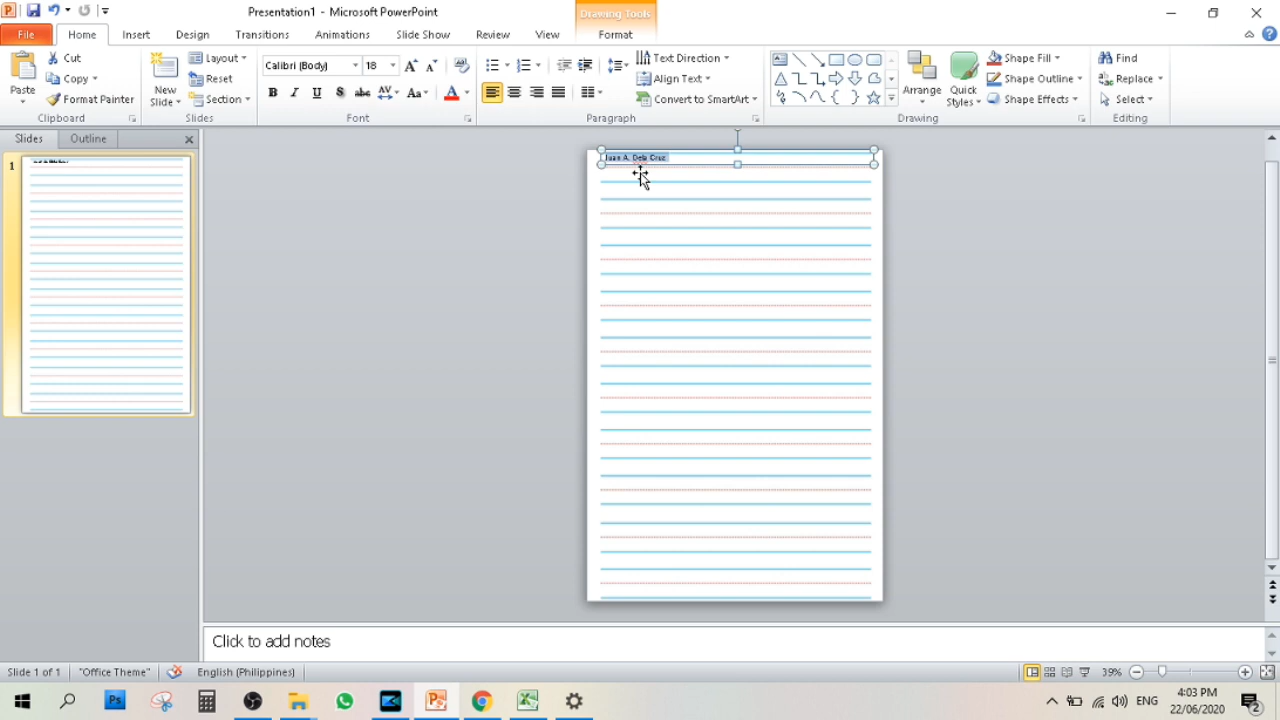 Presentation1 - Microsoft PowerPoint
Drawing Tools
File Home Insert Design Transitions Animations Slide Show Review View Format
Paste
Cut
Copy
Format Painter
Clipboard
New Slide
Layout
Reset
Section
Slides
Calibri (Body) 18
B I U S abc AV Aa A
Font
Text Direction
Align Text
Convert to SmartArt
Paragraph
Arrange
Quick Styles
Shape Fill
Shape Outline
Shape Effects
Drawing
Find
Replace
Select
Editing
Slides Outline
1
Juan A. Dela Cruz
Click to add notes
Slide 1 of 1 "Office Theme" English (Philippines) 39%
ENG
4:03 PM
22/06/2020
2